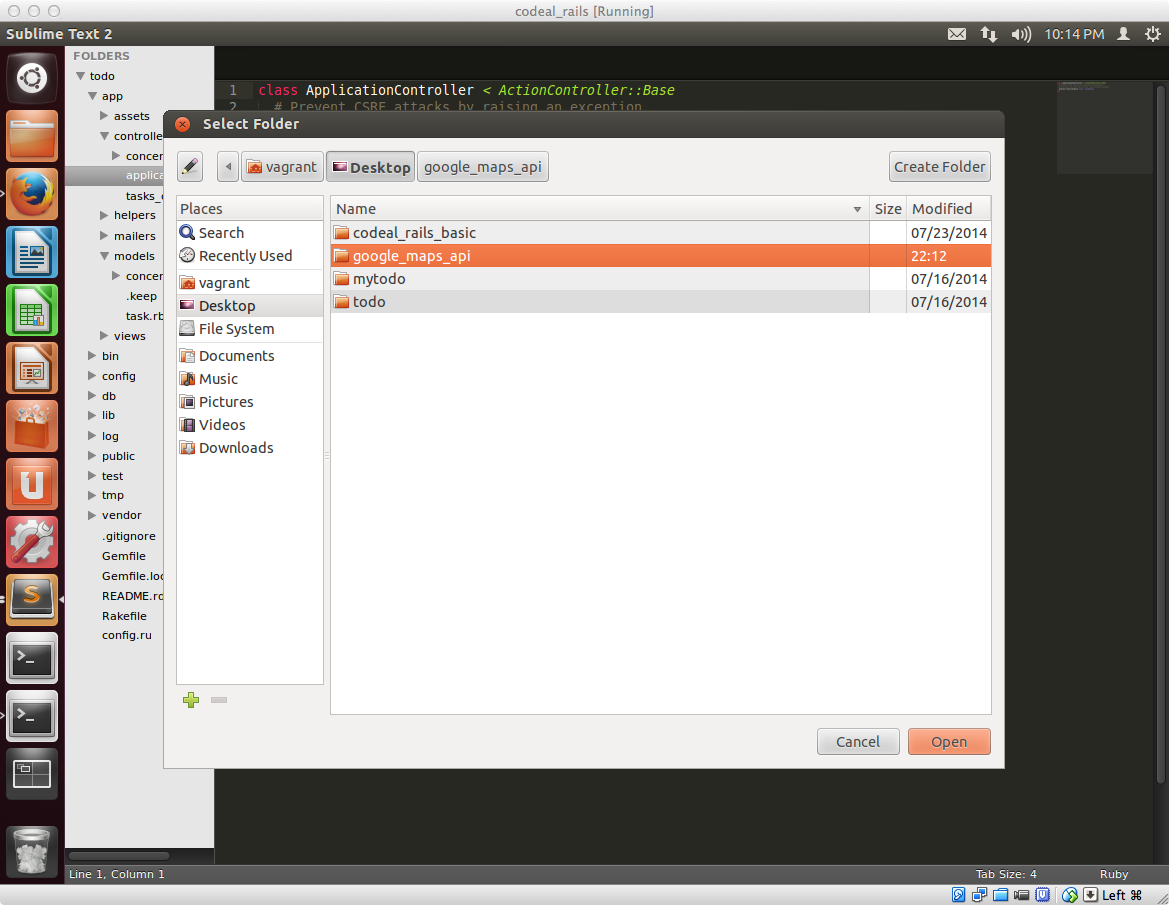 codeal_rails [Running]
Sublime Text 2
10:14 PM
FOLDERS
todo
app
assets
controlle
concer
applica
tasks_c
helpers
mailers
models
concer
.keep
task.rb
views
bin
config
db
lib
log
public
test
tmp
vendor
.gitignore
Gemfile
Gemfile.loc
README.rd
Rakefile
config.ru
1 class ApplicationController < ActionController::Base
2 # Prevent CSRF attacks by raising an exception
Select Folder
vagrant
Desktop
google_maps_api
Create Folder
Places
Search
Recently Used
vagrant
Desktop
File System
Documents
Music
Pictures
Videos
Downloads
Name Size Modified
codeal_rails_basic 07/23/2014
google_maps_api 22:12
mytodo 07/16/2014
todo 07/16/2014
Cancel
Open
Line 1, Column 1
Tab Size: 4
Ruby
Left ⌘